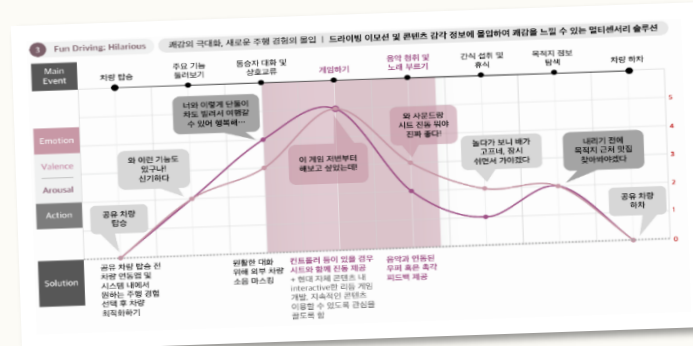 3 Fun Driving: Hilarious 쾌감의 극대화, 새로운 주행 경험의 몰입 | 드라이빙 이모션 및 콘텐츠 감각 정보에 몰입하여 쾌감을 느낄 수 있는 멀티센서리 솔루션
Main
Event
차량 탑승
주요 기능
둘러보기
동승자 대화 및
상호교류
게임하기
음악 청취 및
노래 부르기
간식 섭취 및
휴식
목적지 정보
탐색
차량 하차
Emotion
Valence
Arousal
Action
공유 차량
탑승
와 이런 기능도
있구나!
신기하다
너와 이렇게 단둘이
차도 빌려서 여행갈
수 있어 행복해…
이 게임 저번부터
해보고 싶었는데!
와 사운드랑
시트 진동 뭐야
진짜 좋다!
놀다가 보니 배가
고프네, 잠시
쉬면서 가야겠다
내리기 전에
목적지 근처 맛집
찾아봐야겠다
공유 차량
하차
5
4
3
2
1
0
Solution
공유 차량 탑승 전
차량 연동앱 및
시스템 내에서
원하는 주행 경험
선택 후 차량
최적화하기
원활한 대화
위해 외부 차량
소음 마스킹
컨트롤러 등이 있을 경우
시트와 함께 진동 제공
+ 현대 자체 콘텐츠 내
interactive한 리듬 게임
개발, 지속적인 콘텐츠
이용할 수 있도록 관심을
끌도록 함
음악과 연동된
무드 혹은 촉각
피드백 제공